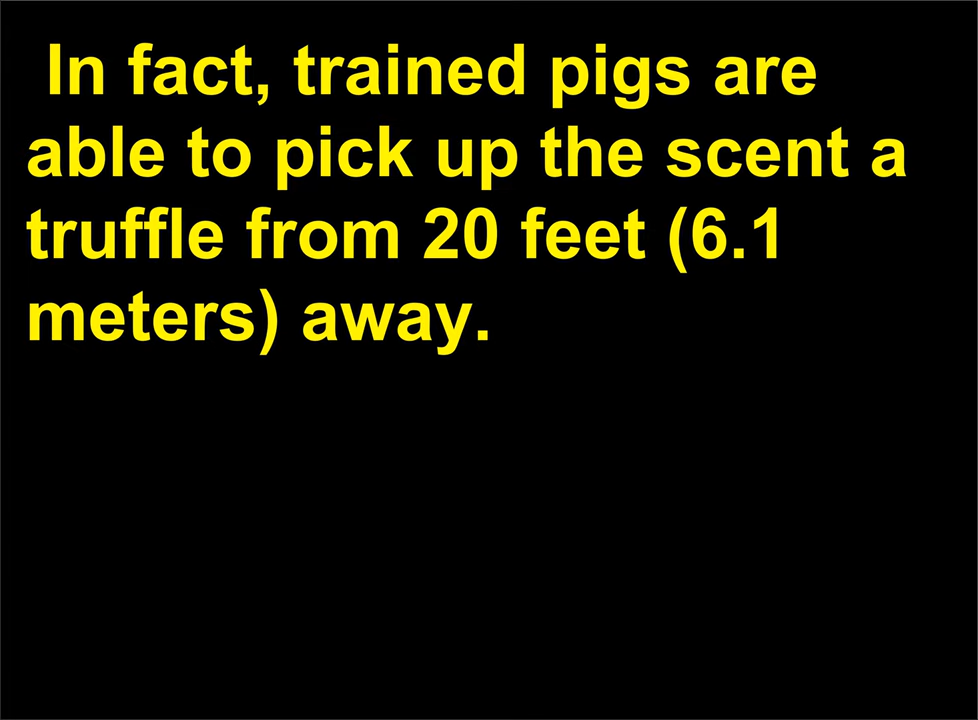 In fact, trained pigs are
able to pick up the scent a
truffle from 20 feet (6.1
meters) away.